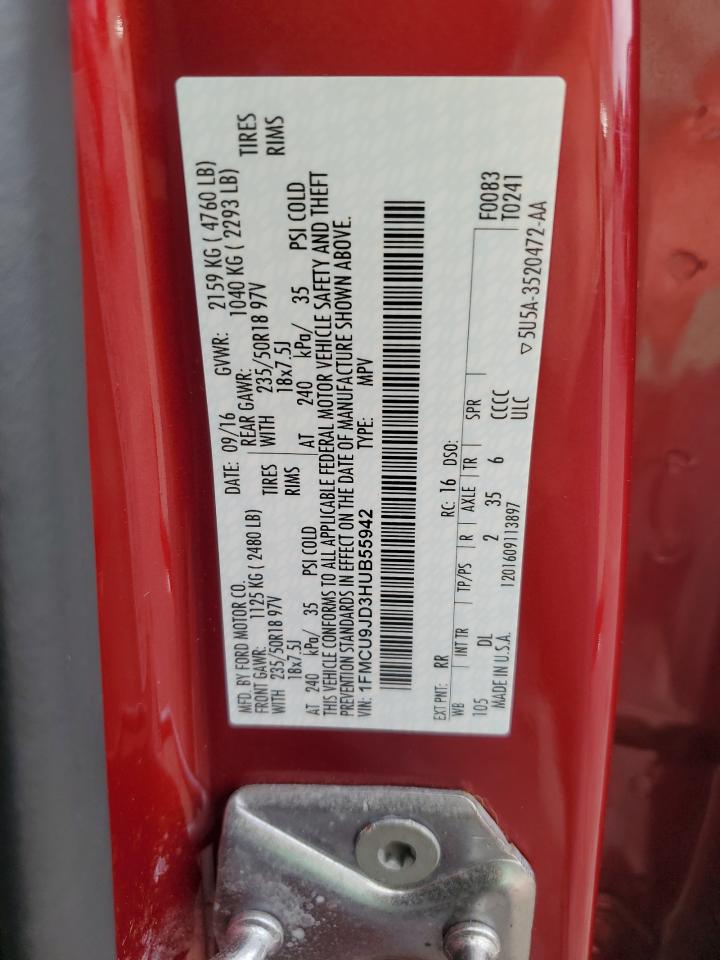 MFD. BY FORD MOTOR CO. DATE: 09/16 GVWR: 2159 KG ( 4760 LB)
FRONT GAWR: 1125 KG ( 2480 LB) REAR GAWR: 1040 KG ( 2293 LB)
WITH 235/50R18 97V TIRES WITH 235/50R18 97V TIRES
18x7.5J RIMS 18x7.5J RIMS
AT 240 kPa/ 35 PSI COLD AT 240 kPa/ 35 PSI COLD
THIS VEHICLE CONFORMS TO ALL APPLICABLE FEDERAL MOTOR VEHICLE SAFETY AND THEFT
PREVENTION STANDARDS IN EFFECT ON THE DATE OF MANUFACTURE SHOWN ABOVE.
VIN: 1FMCU9JD3HUB55942 TYPE: MPV
EXT PNT: RR RC: 16 DSO: F0083
WB INT TR TP/PS R AXLE TR SPR T0241
105 DL 2 35 6 CCCC
MADE IN U.S.A. 1201609113897 ULC ▽ 5U5A-3520472-AA